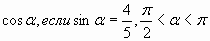 cos α, если sin α = 4/5, π/2 < α < π